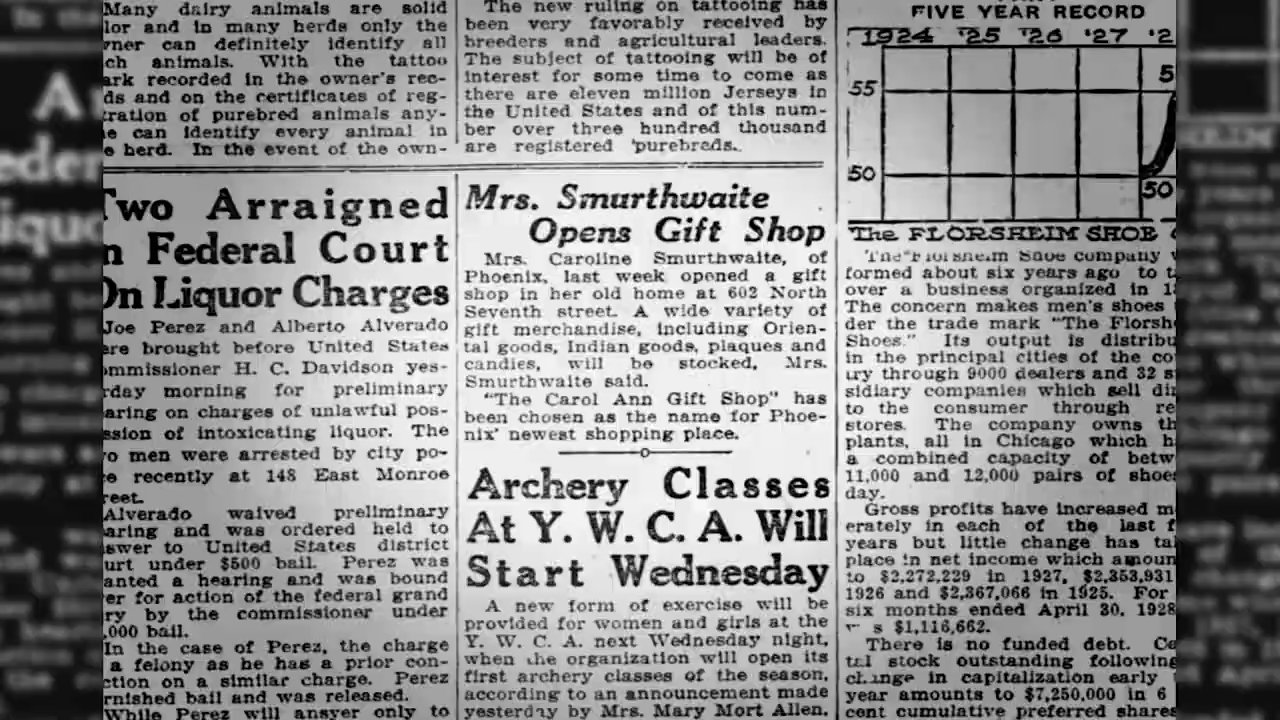 Many dairy animals are solid
lor and in many herds only the
ner can definitely identify all
ch animals. With the tattoo
ark recorded in the owner's rec-
ds and on the certificates of reg-
ration of purebred animals any-
e can identify every animal in
e herd. In the event of the own-
Two Arraigned
n Federal Court
On Liquor Charges
Joe Perez and Alberto Alverado
ere brought before United States
mmissioner H. C. Davidson yes-
rday morning for preliminary
aring on charges of unlawful pos-
ssion of intoxicating liquor. The
o men were arrested by city po-
e recently at 148 East Monroe
reet.
Alverado waived preliminary
aring and was ordered held to
swer to United States district
urt under $500 bail. Perez was
anted a hearing and was bound
er for action of the federal grand
ry by the commissioner under
,000 bail.
In the case of Perez, the charge
a felony as he has a prior con-
ction on a similar charge. Perez
rnished bail and was released.
While Perez will answer only to
The new ruling on tattooing has
been very favorably received by
breeders and agricultural leaders.
The subject of tattooing will be of
interest for some time to come as
there are eleven million Jerseys in
the United States and of this num-
ber over three hundred thousand
are registered purebreds.
Mrs. Smurthwaite
Opens Gift Shop
Mrs. Caroline Smurthwaite, of
Phoenix, last week opened a gift
shop in her old home at 602 North
Seventh street. A wide variety of
gift merchandise, including Orien-
tal goods, Indian goods, plaques and
candies, will be stocked, Mrs.
Smurthwaite said.
"The Carol Ann Gift Shop" has
been chosen as the name for Phoe-
nix' newest shopping place.
Archery Classes
At Y. W. C. A. Will
Start Wednesday
A new form of exercise will be
provided for women and girls at the
Y. W. C. A. next Wednesday night,
when the organization will open its
first archery classes of the season,
according to an announcement made
yesterday by Mrs. Mary Mort Allen,
FIVE YEAR RECORD
1924 '25 '26 '27 '2
55
5
50
50
The FLORSHEIM SHOE
The Florsheim Shoe company
formed about six years ago to t
over a business organized in 1
The concern makes men's shoes
der the trade mark "The Florsh
Shoes." Its output is distribu
in the principal cities of the co
ury through 9000 dealers and 32 s
sidiary companies which sell dir
to the consumer through re
stores. The company owns th
plants, all in Chicago which h
a combined capacity of betw
11,000 and 12,000 pairs of shoes
day.
Gross profits have increased m
erately in each of the last f
years but little change has tal
place in net income which amoun
to $2,272,229 in 1927, $2,353,931
1926 and $2,367,066 in 1925. For
six months ended April 30, 1928
s $1,116,662.
There is no funded debt. Ca
tal stock outstanding following
change in capitalization early
year amounts to $7,250,000 in 6
cent cumulative preferred shares